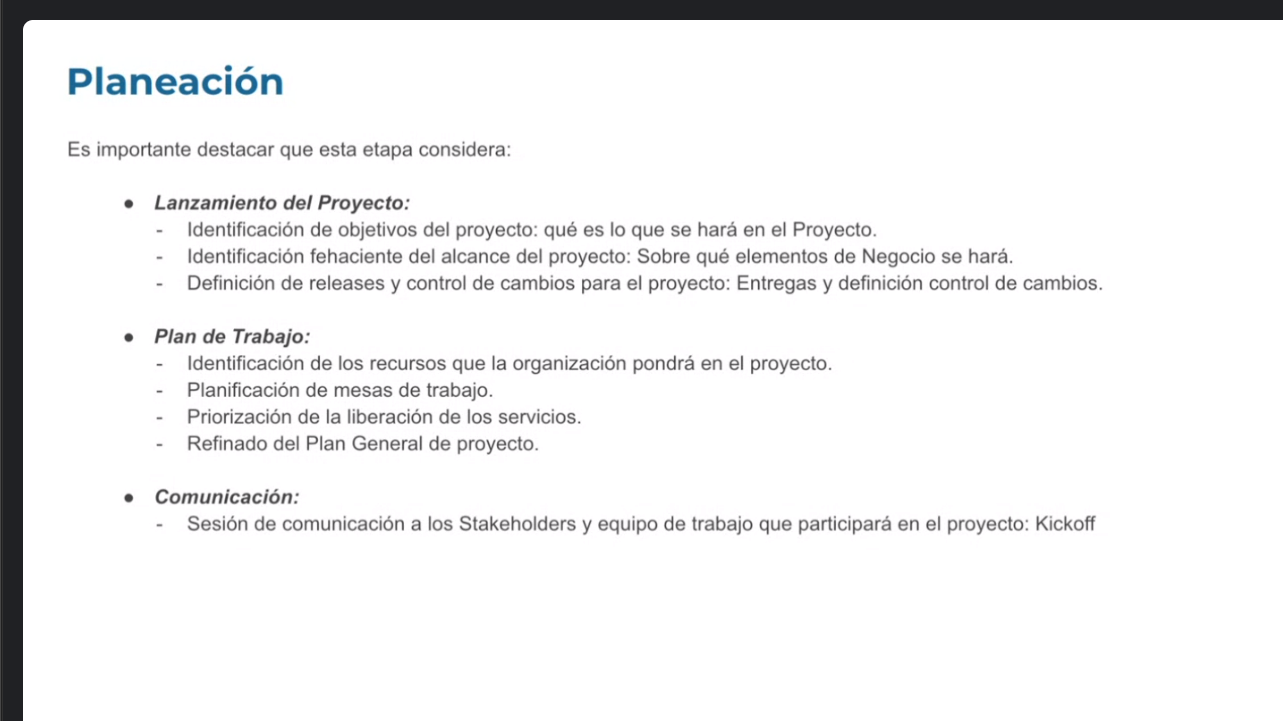 Planeación
Es importante destacar que esta etapa considera:
● Lanzamiento del Proyecto:
- Identificación de objetivos del proyecto: qué es lo que se hará en el Proyecto.
- Identificación fehaciente del alcance del proyecto: Sobre qué elementos de Negocio se hará.
- Definición de releases y control de cambios para el proyecto: Entregas y definición control de cambios.
● Plan de Trabajo:
- Identificación de los recursos que la organización pondrá en el proyecto.
- Planificación de mesas de trabajo.
- Priorización de la liberación de los servicios.
- Refinado del Plan General de proyecto.
● Comunicación:
- Sesión de comunicación a los Stakeholders y equipo de trabajo que participará en el proyecto: Kickoff